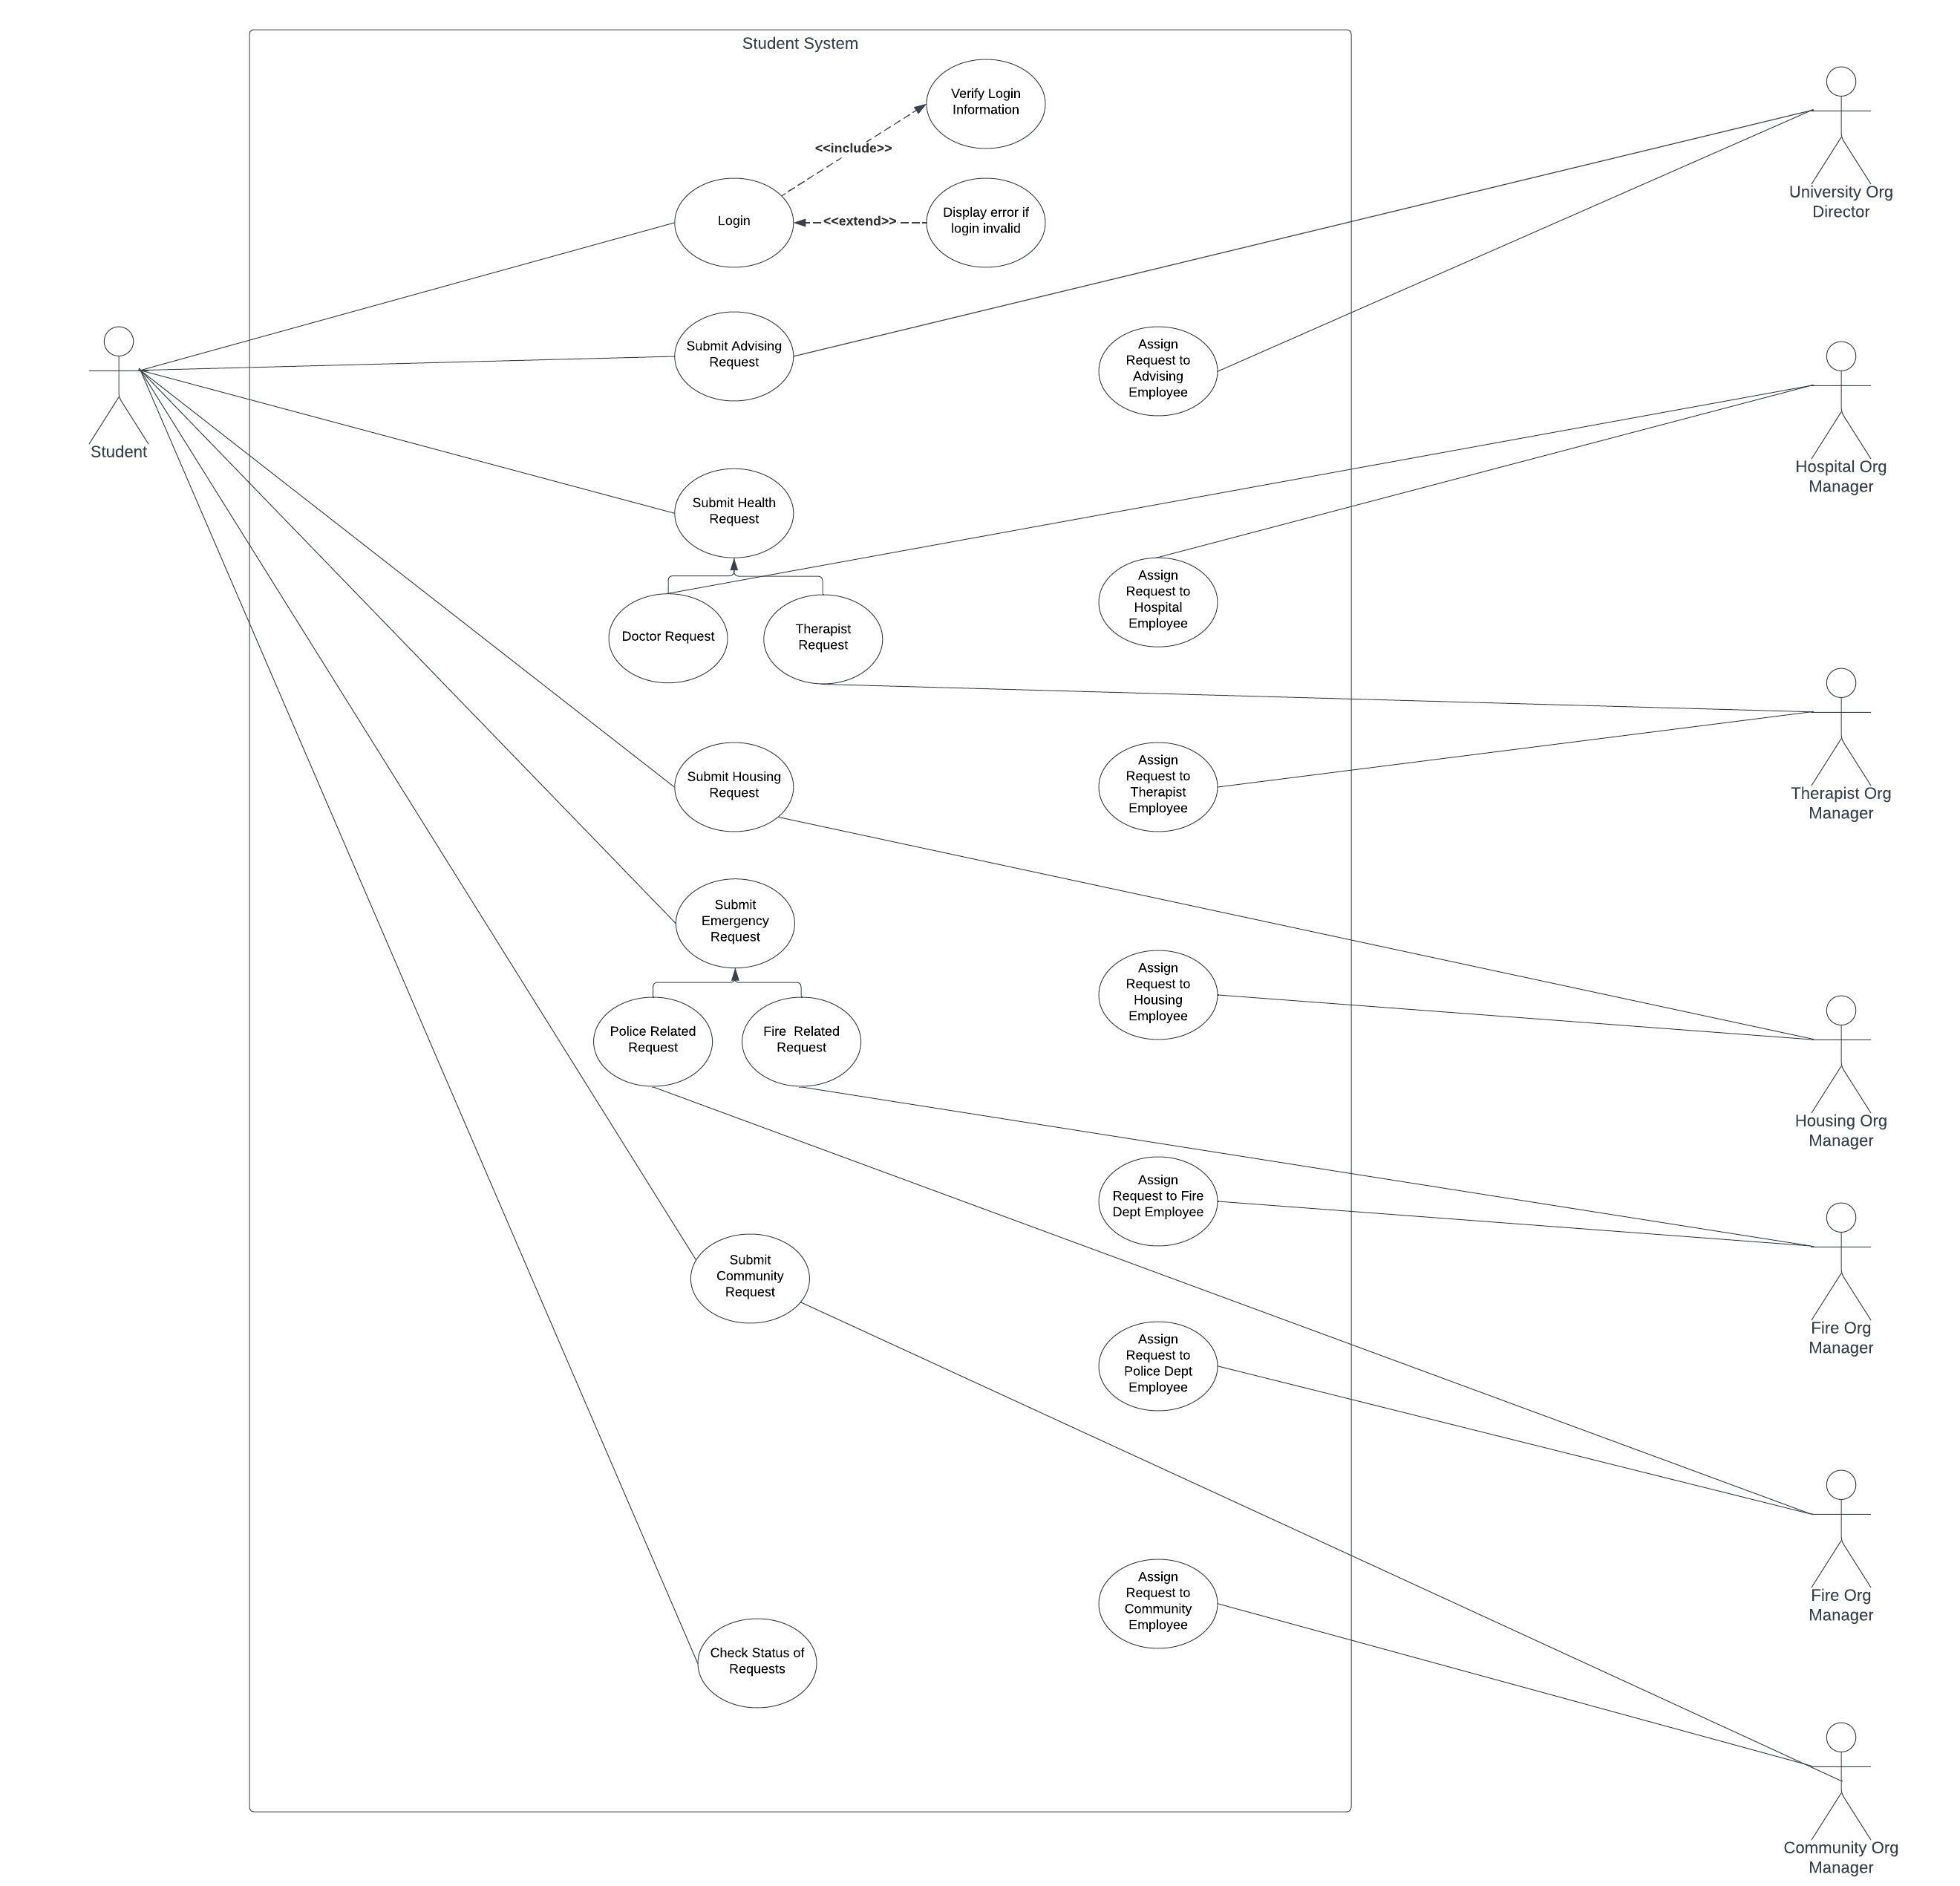 Student System
Verify Login
Information
<<include>>
Login
<<extend>>
Display error if
login invalid
University Org
Director
Submit Advising
Request
Assign
Request to
Advising
Employee
Student
Hospital Org
Manager
Submit Health
Request
Assign
Request to
Hospital
Employee
Doctor Request
Therapist
Request
Submit Housing
Request
Assign
Request to
Therapist
Employee
Therapist Org
Manager
Submit
Emergency
Request
Assign
Request to
Housing
Employee
Police Related
Request
Fire  Related
Request
Housing Org
Manager
Assign
Request to Fire
Dept Employee
Submit
Community
Request
Fire Org
Manager
Assign
Request to
Police Dept
Employee
Fire Org
Manager
Assign
Request to
Community
Employee
Check Status of
Requests
Community Org
Manager